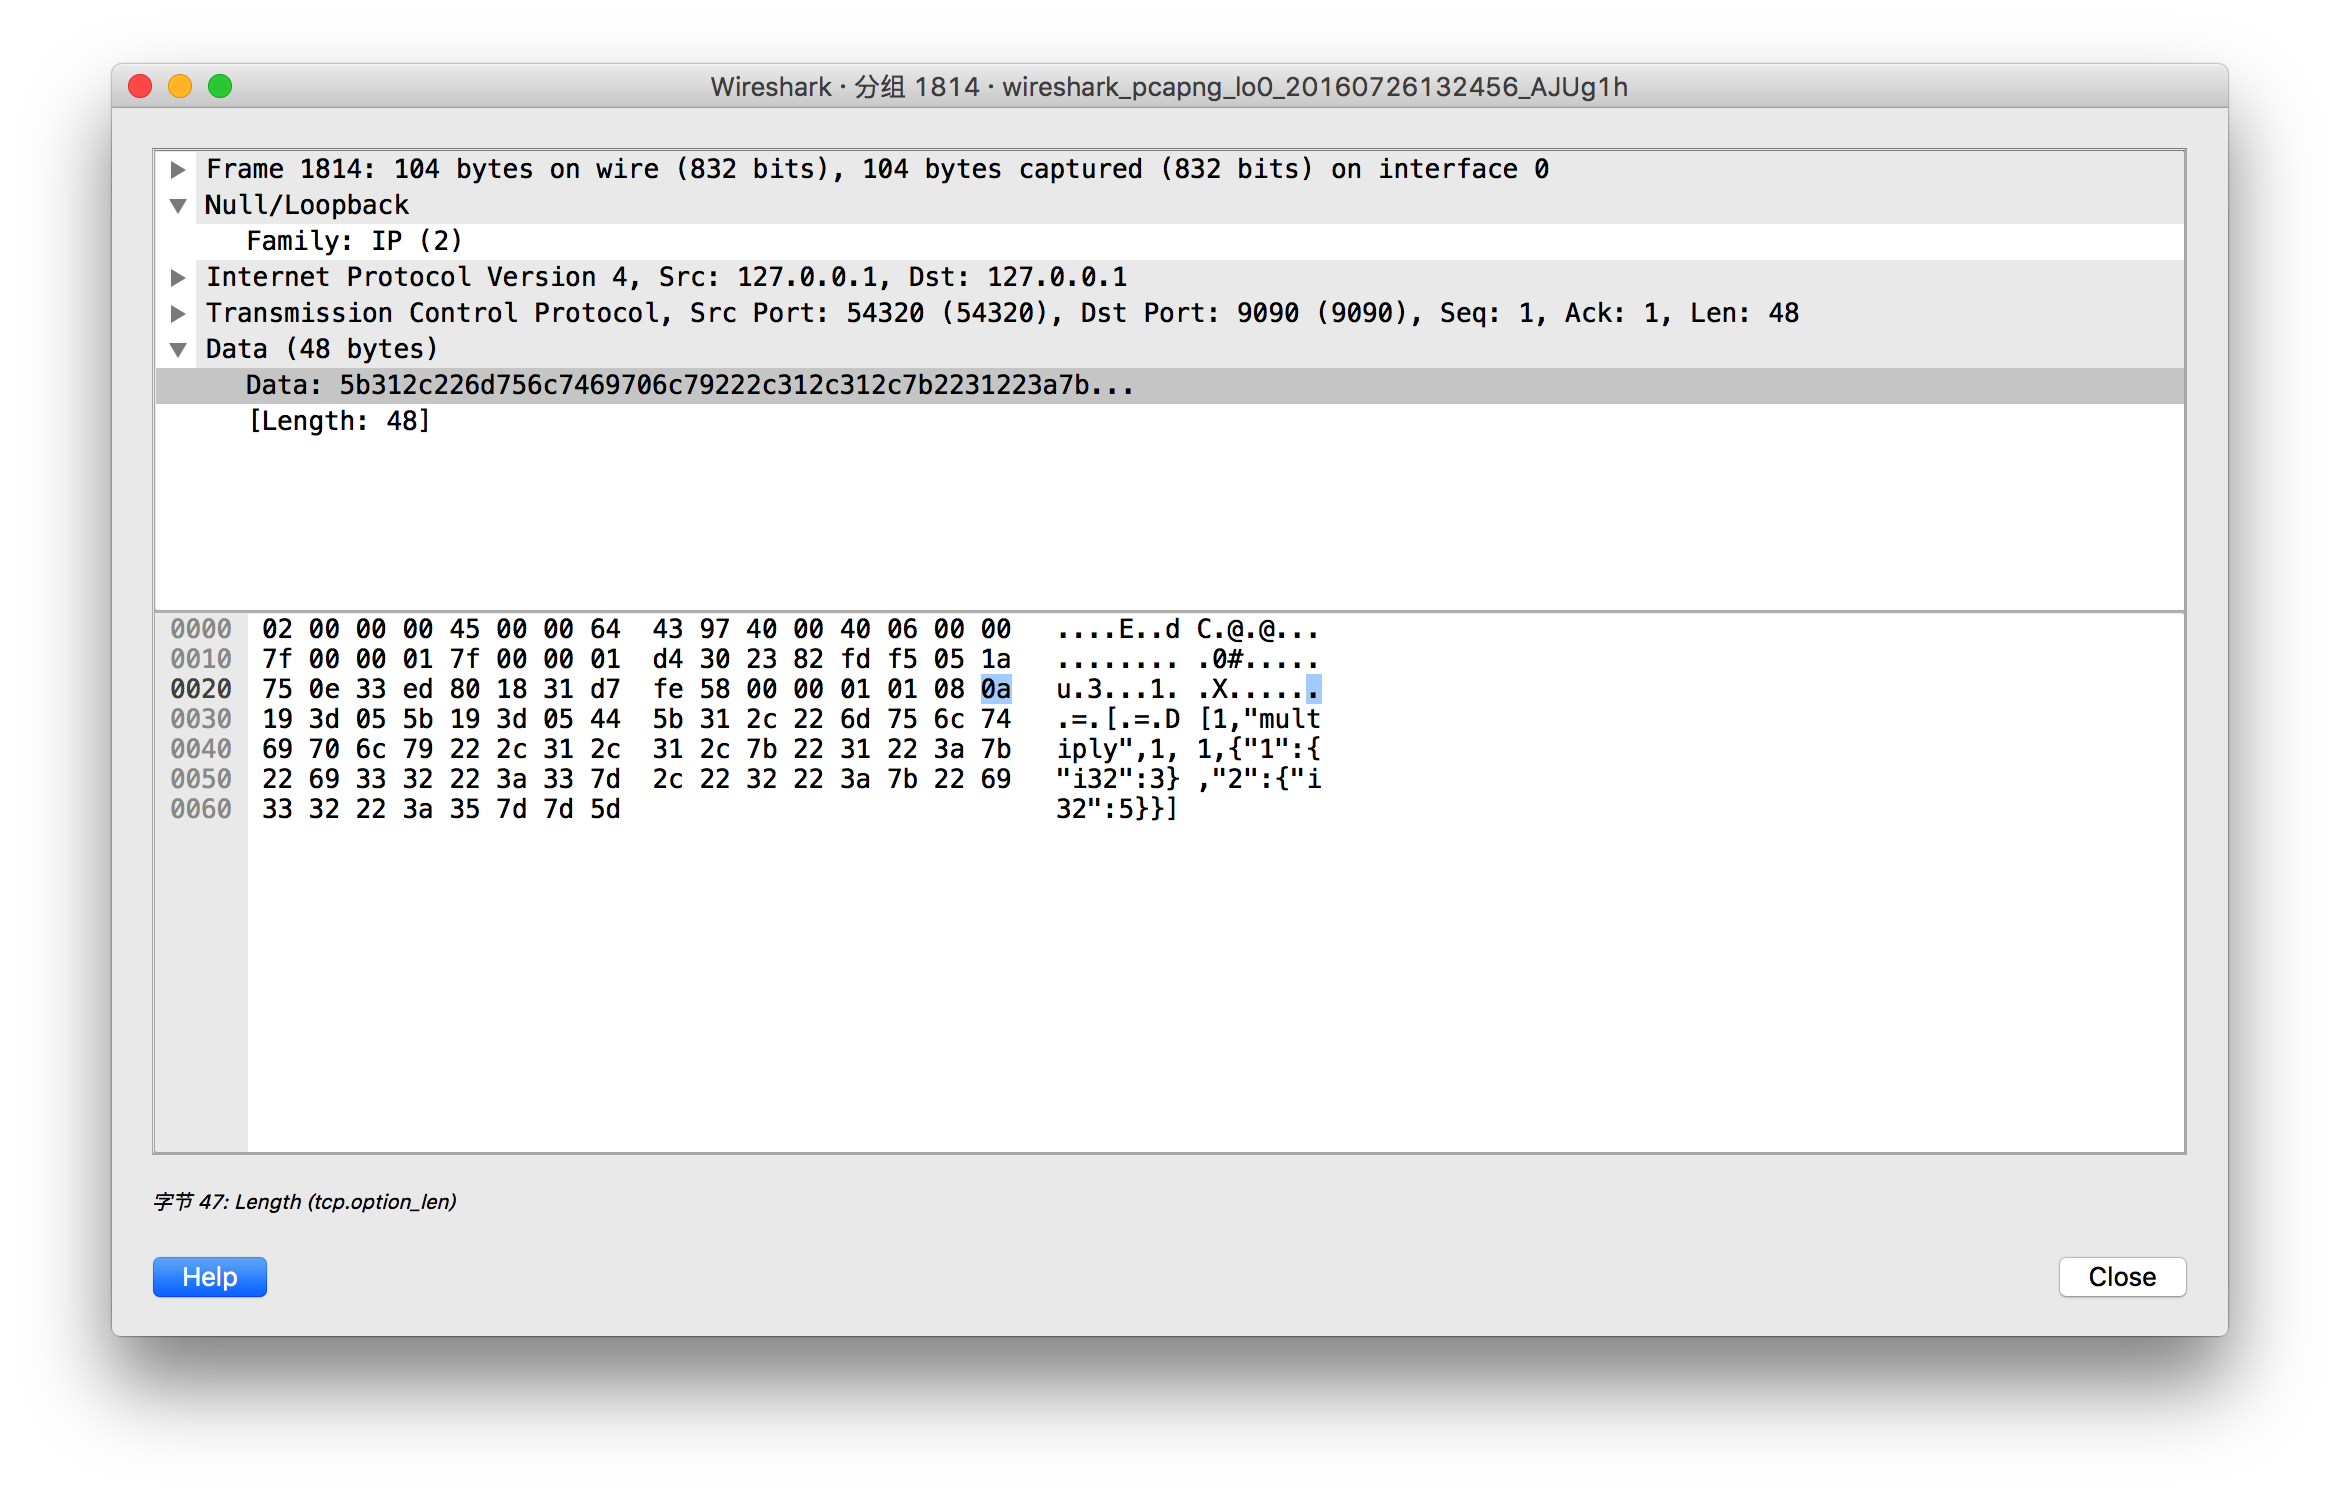 Wireshark · 分组 1814 · wireshark_pcapng_lo0_20160726132456_AJUg1h
Frame 1814: 104 bytes on wire (832 bits), 104 bytes captured (832 bits) on interface 0
Null/Loopback
Family: IP (2)
Internet Protocol Version 4, Src: 127.0.0.1, Dst: 127.0.0.1
Transmission Control Protocol, Src Port: 54320 (54320), Dst Port: 9090 (9090), Seq: 1, Ack: 1, Len: 48
Data (48 bytes)
Data: 5b312c226d756c7469706c79222c312c312c7b2231223a7b...
[Length: 48]
0000 02 00 00 00 45 00 00 64 43 97 40 00 40 06 00 00 ....E..d C.@.@...
0010 7f 00 00 01 7f 00 00 01 d4 30 23 82 fd f5 05 1a ........ .0#.....
0020 75 0e 33 ed 80 18 31 d7 fe 58 00 00 01 01 08 0a u.3...1. .X......
0030 19 3d 05 5b 19 3d 05 44 5b 31 2c 22 6d 75 6c 74 .=.[.=.D [1,"mult
0040 69 70 6c 79 22 2c 31 2c 31 2c 7b 22 31 22 3a 7b iply",1, 1,{"1":{
0050 22 69 33 32 22 3a 33 7d 2c 22 32 22 3a 7b 22 69 "i32":3} ,"2":{"i
0060 33 32 22 3a 35 7d 7d 5d 32":5}}]
字节 47: Length (tcp.option_len)
Help
Close